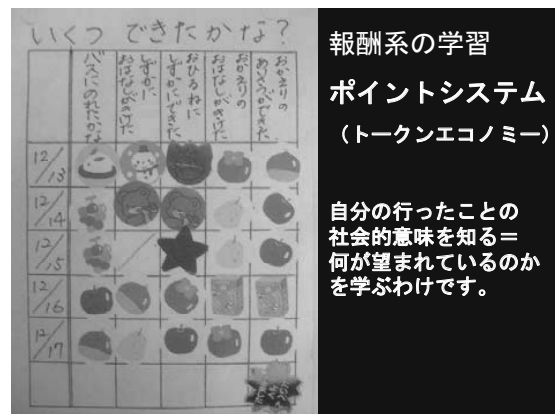 いくつ できたかな?
バスにのれたかな
しずかに
おはなしがきけた
おひるねに
しずかにできた
おかえりの
おはなしがきけた
おかえりの
あいさつができた
12/13
12/14
12/15
12/16
12/17
報酬系の学習
ポイントシステム
(トークンエコノミー)
自分の行ったことの
社会的意味を知る=
何が望まれているのか
を学ぶわけです。